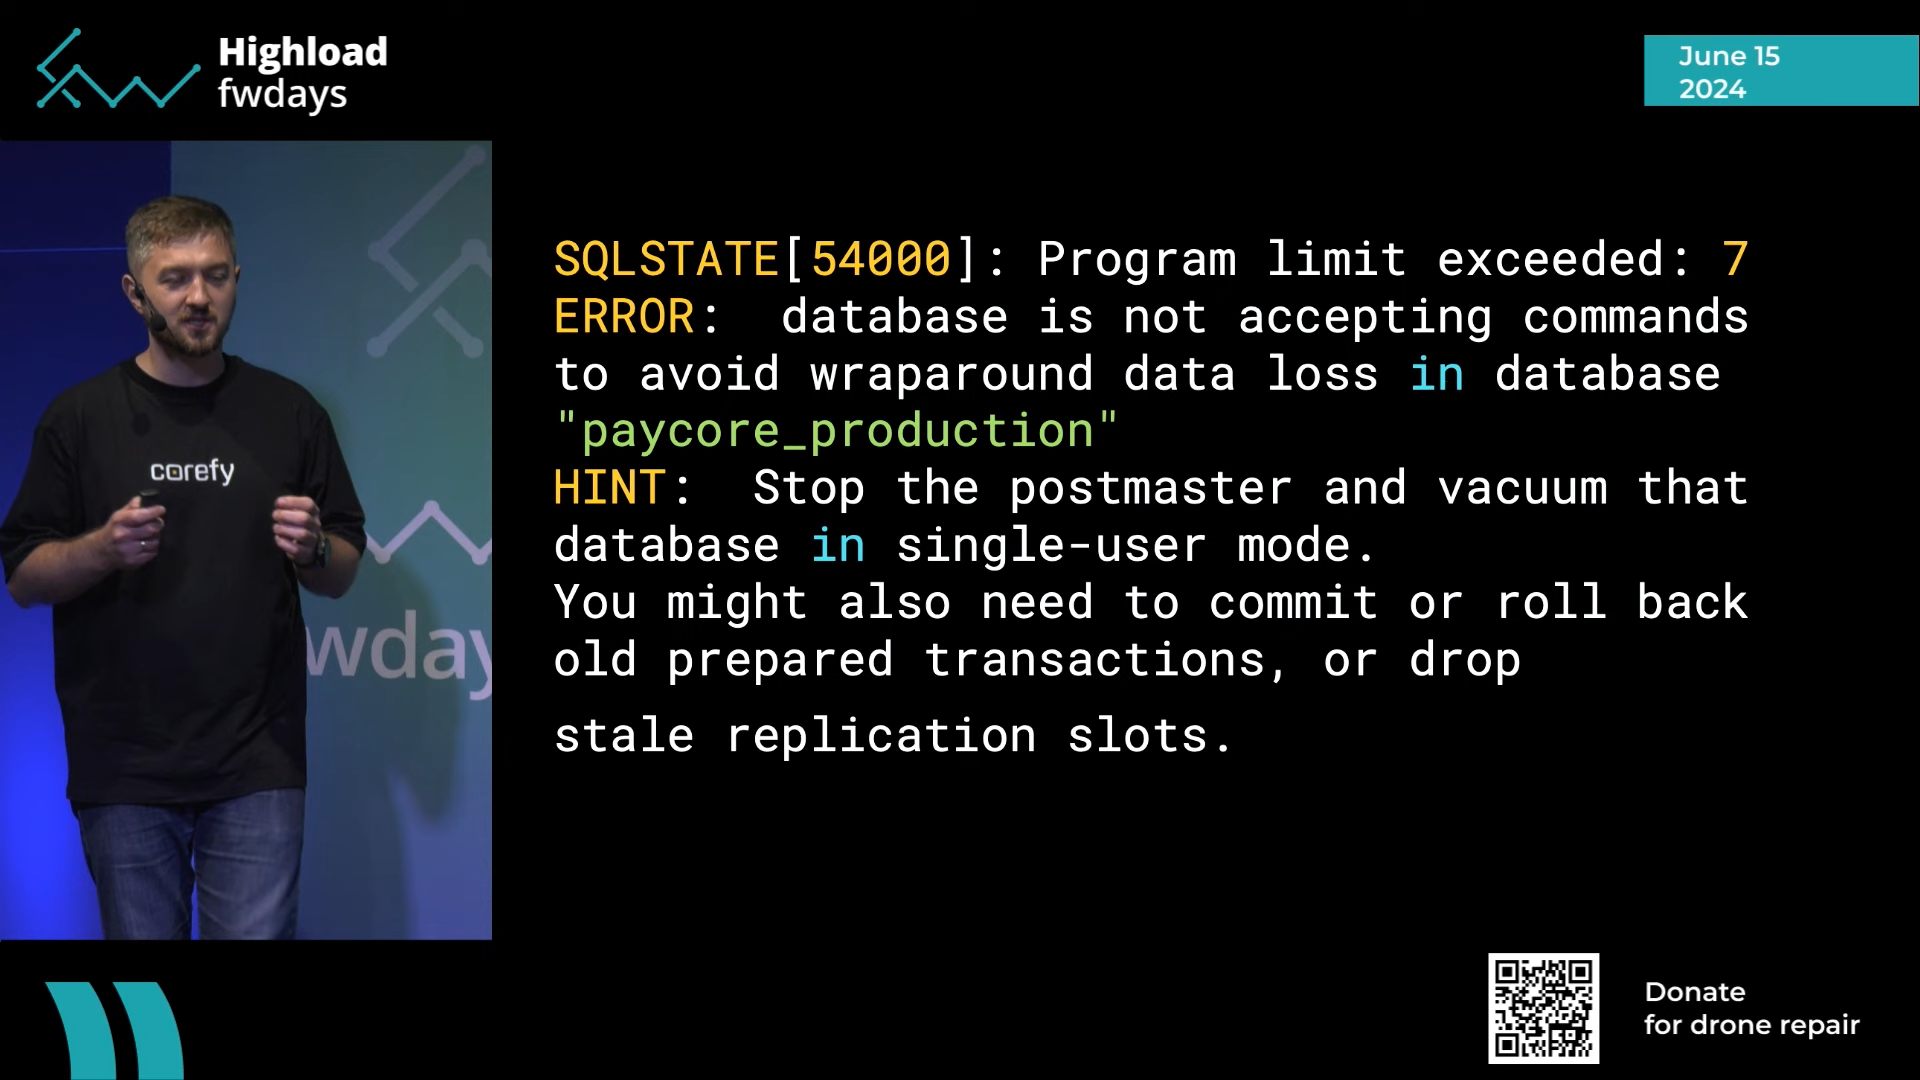 Highload
fwdays
June 15
2024
corefy
wday
SQLSTATE[54000]: Program limit exceeded: 7
ERROR:  database is not accepting commands
to avoid wraparound data loss in database
"paycore_production"
HINT:  Stop the postmaster and vacuum that
database in single-user mode.
You might also need to commit or roll back
old prepared transactions, or drop
stale replication slots.
Donate
for drone repair